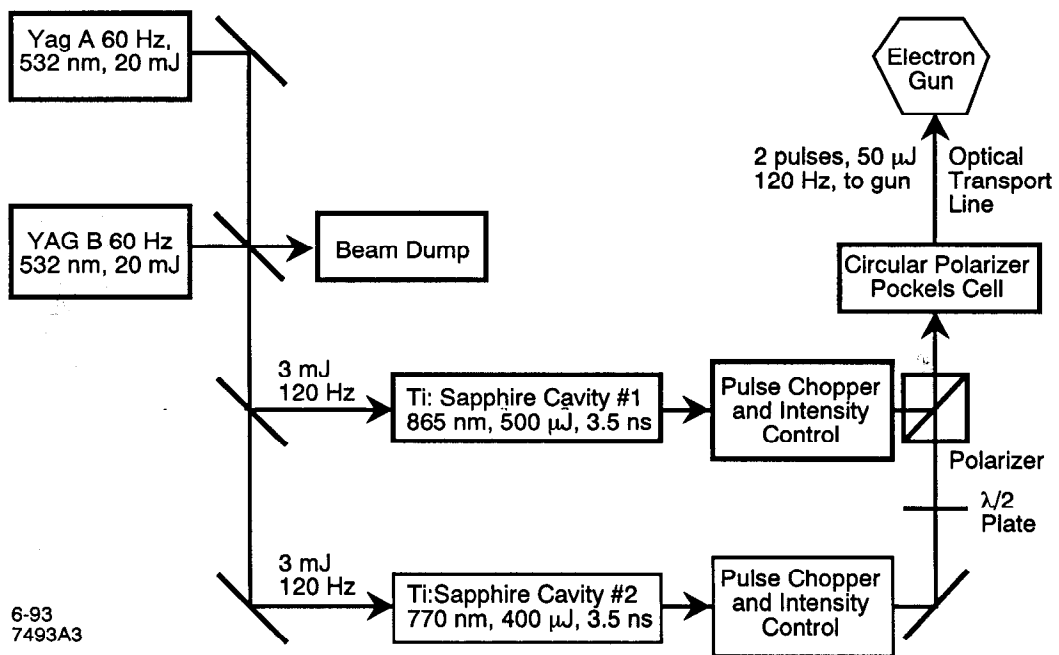 Yag A 60 Hz,
532 nm, 20 mJ
Electron
Gun
2 pulses, 50 μJ
120 Hz, to gun
Optical
Transport
Line
YAG B 60 Hz
532 nm, 20 mJ
Beam Dump
Circular Polarizer
Pockels Cell
3 mJ
120 Hz
Ti: Sapphire Cavity #1
865 nm, 500 μJ, 3.5 ns
Pulse Chopper
and Intensity
Control
Polarizer
λ/2
Plate
3 mJ
120 Hz
Ti:Sapphire Cavity #2
770 nm, 400 μJ, 3.5 ns
Pulse Chopper
and Intensity
Control
6-93
7493A3